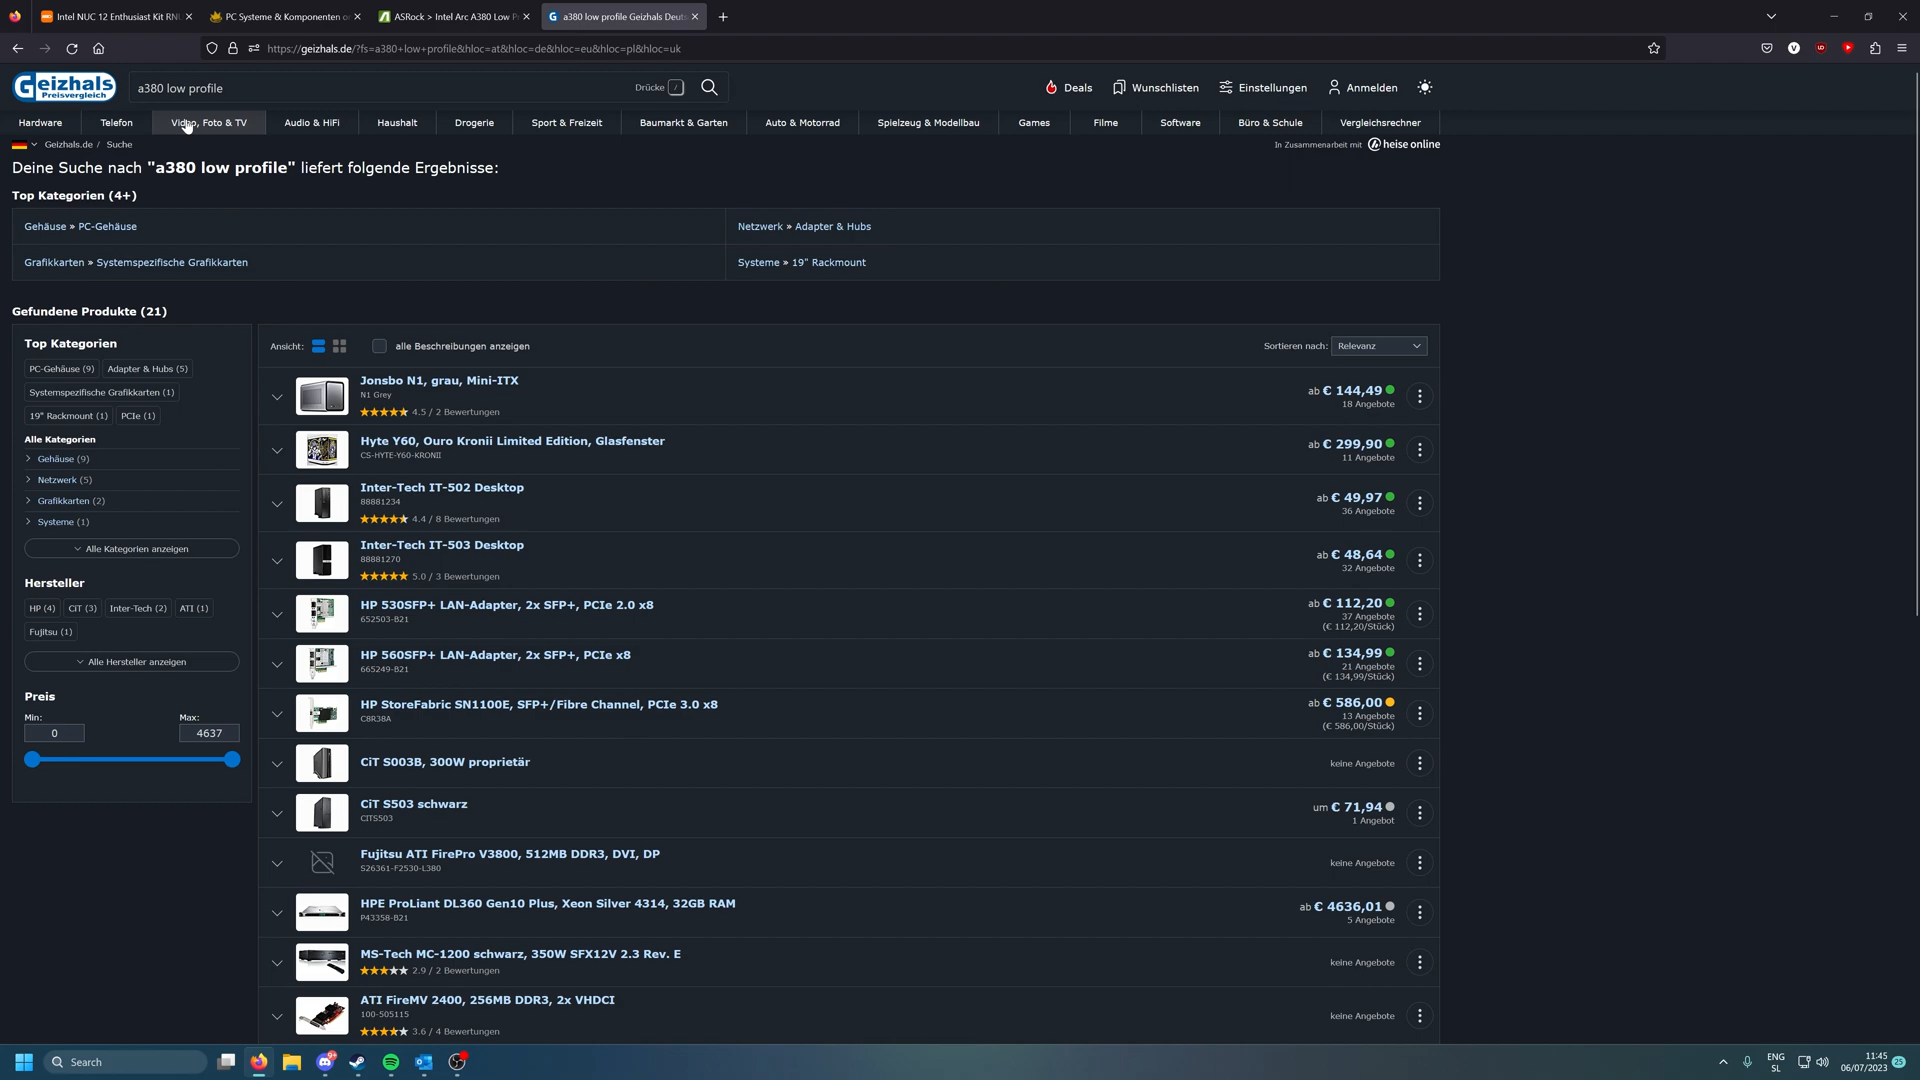 Intel NUC 12 Enthusiast Kit RNU
PC Systeme & Komponenten o
ASRock > Intel Arc A380 Low P
a380 low profile Geizhals Deuts
https://geizhals.de/?fs=a380+low+profile&hloc=at&hloc=de&hloc=eu&hloc=pl&hloc=uk
Geizhals
Preisvergleich
a380 low profile
Drücke /
Deals
Wunschlisten
Einstellungen
Anmelden
Hardware
Telefon
Video, Foto & TV
Audio & HiFi
Haushalt
Drogerie
Sport & Freizeit
Baumarkt & Garten
Auto & Motorrad
Spielzeug & Modellbau
Games
Filme
Software
Büro & Schule
Vergleichsrechner
Geizhals.de / Suche
In Zusammenarbeit mit heise online
Deine Suche nach "a380 low profile" liefert folgende Ergebnisse:
Top Kategorien (4+)
Gehäuse » PC-Gehäuse
Netzwerk » Adapter & Hubs
Grafikkarten » Systemspezifische Grafikkarten
Systeme » 19" Rackmount
Gefundene Produkte (21)
Top Kategorien
PC-Gehäuse (9)
Adapter & Hubs (5)
Systemspezifische Grafikkarten (1)
19" Rackmount (1)
PCIe (1)
Alle Kategorien
Gehäuse (9)
Netzwerk (5)
Grafikkarten (2)
Systeme (1)
Alle Kategorien anzeigen
Hersteller
HP (4)
CiT (3)
Inter-Tech (2)
ATI (1)
Fujitsu (1)
Alle Hersteller anzeigen
Preis
Min:
Max:
0
4637
Ansicht:
alle Beschreibungen anzeigen
Sortieren nach: Relevanz
Jonsbo N1, grau, Mini-ITX
N1 Grey
4.5 / 2 Bewertungen
ab € 144,49
18 Angebote
Hyte Y60, Ouro Kronii Limited Edition, Glasfenster
CS-HYTE-Y60-KRONII
ab € 299,90
11 Angebote
Inter-Tech IT-502 Desktop
88881234
4.4 / 8 Bewertungen
ab € 49,97
36 Angebote
Inter-Tech IT-503 Desktop
88881270
5.0 / 3 Bewertungen
ab € 48,64
32 Angebote
HP 530SFP+ LAN-Adapter, 2x SFP+, PCIe 2.0 x8
652503-B21
ab € 112,20
37 Angebote
(€ 112,20/Stück)
HP 560SFP+ LAN-Adapter, 2x SFP+, PCIe x8
665249-B21
ab € 134,99
21 Angebote
(€ 134,99/Stück)
HP StoreFabric SN1100E, SFP+/Fibre Channel, PCIe 3.0 x8
C8R38A
ab € 586,00
13 Angebote
(€ 586,00/Stück)
CiT S003B, 300W proprietär
keine Angebote
CiT S503 schwarz
CITS503
um € 71,94
1 Angebot
Fujitsu ATI FirePro V3800, 512MB DDR3, DVI, DP
S26361-F2530-L380
keine Angebote
HPE ProLiant DL360 Gen10 Plus, Xeon Silver 4314, 32GB RAM
P43358-B21
ab € 4636,01
5 Angebote
MS-Tech MC-1200 schwarz, 350W SFX12V 2.3 Rev. E
2.9 / 2 Bewertungen
keine Angebote
ATI FireMV 2400, 256MB DDR3, 2x VHDCI
100-505115
3.6 / 4 Bewertungen
keine Angebote
Search
ENG
SL
11:45
06/07/2023
25